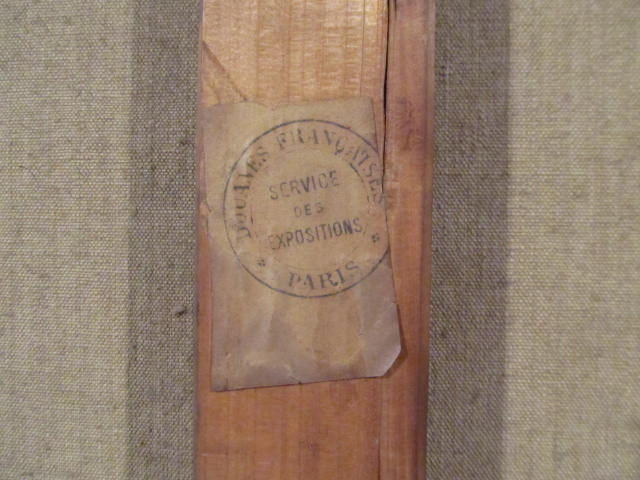 DOUANES FRANÇAISES
SERVICE
DES
EXPOSITIONS
* PARIS *